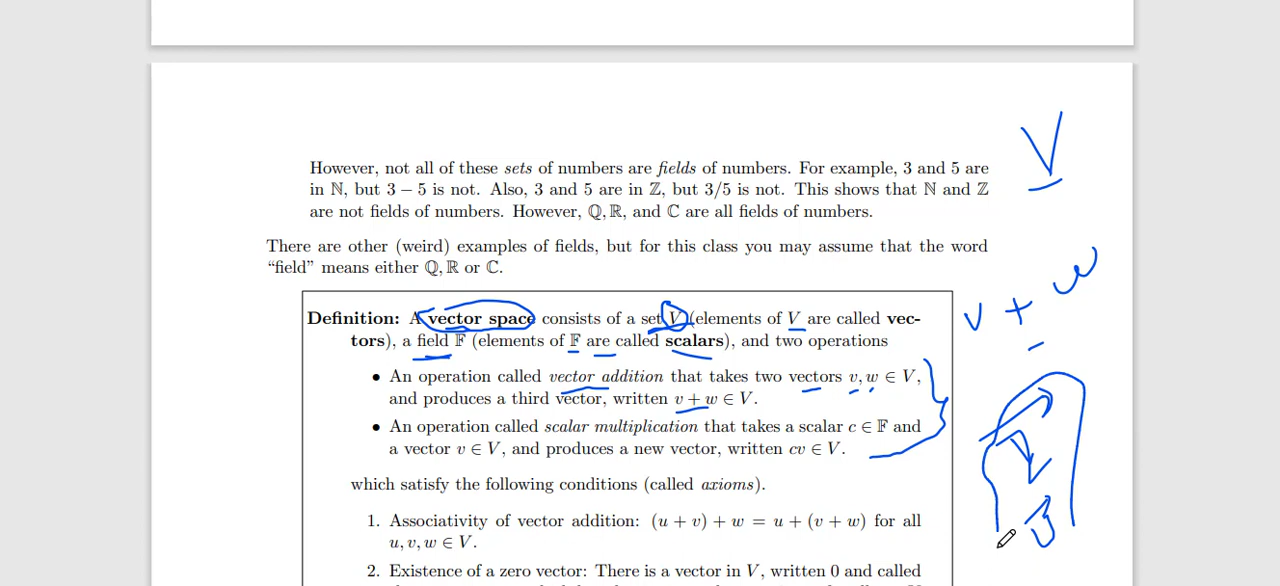 However, not all of these sets of numbers are fields of numbers. For example, 3 and 5 are
in ℕ, but 3 − 5 is not. Also, 3 and 5 are in ℤ, but 3/5 is not. This shows that ℕ and ℤ
are not fields of numbers. However, ℚ, ℝ, and ℂ are all fields of numbers.
There are other (weird) examples of fields, but for this class you may assume that the word
“field” means either ℚ, ℝ or ℂ.
Definition: A vector space consists of a set V (elements of V are called vec-
tors), a field 𝔽 (elements of 𝔽 are called scalars), and two operations
• An operation called vector addition that takes two vectors v, w ∈ V,
and produces a third vector, written v + w ∈ V.
• An operation called scalar multiplication that takes a scalar c ∈ 𝔽 and
a vector v ∈ V, and produces a new vector, written cv ∈ V.
which satisfy the following conditions (called axioms).
1. Associativity of vector addition: (u + v) + w = u + (v + w) for all
u, v, w ∈ V.
2. Existence of a zero vector: There is a vector in V, written 0 and called
V
v + w